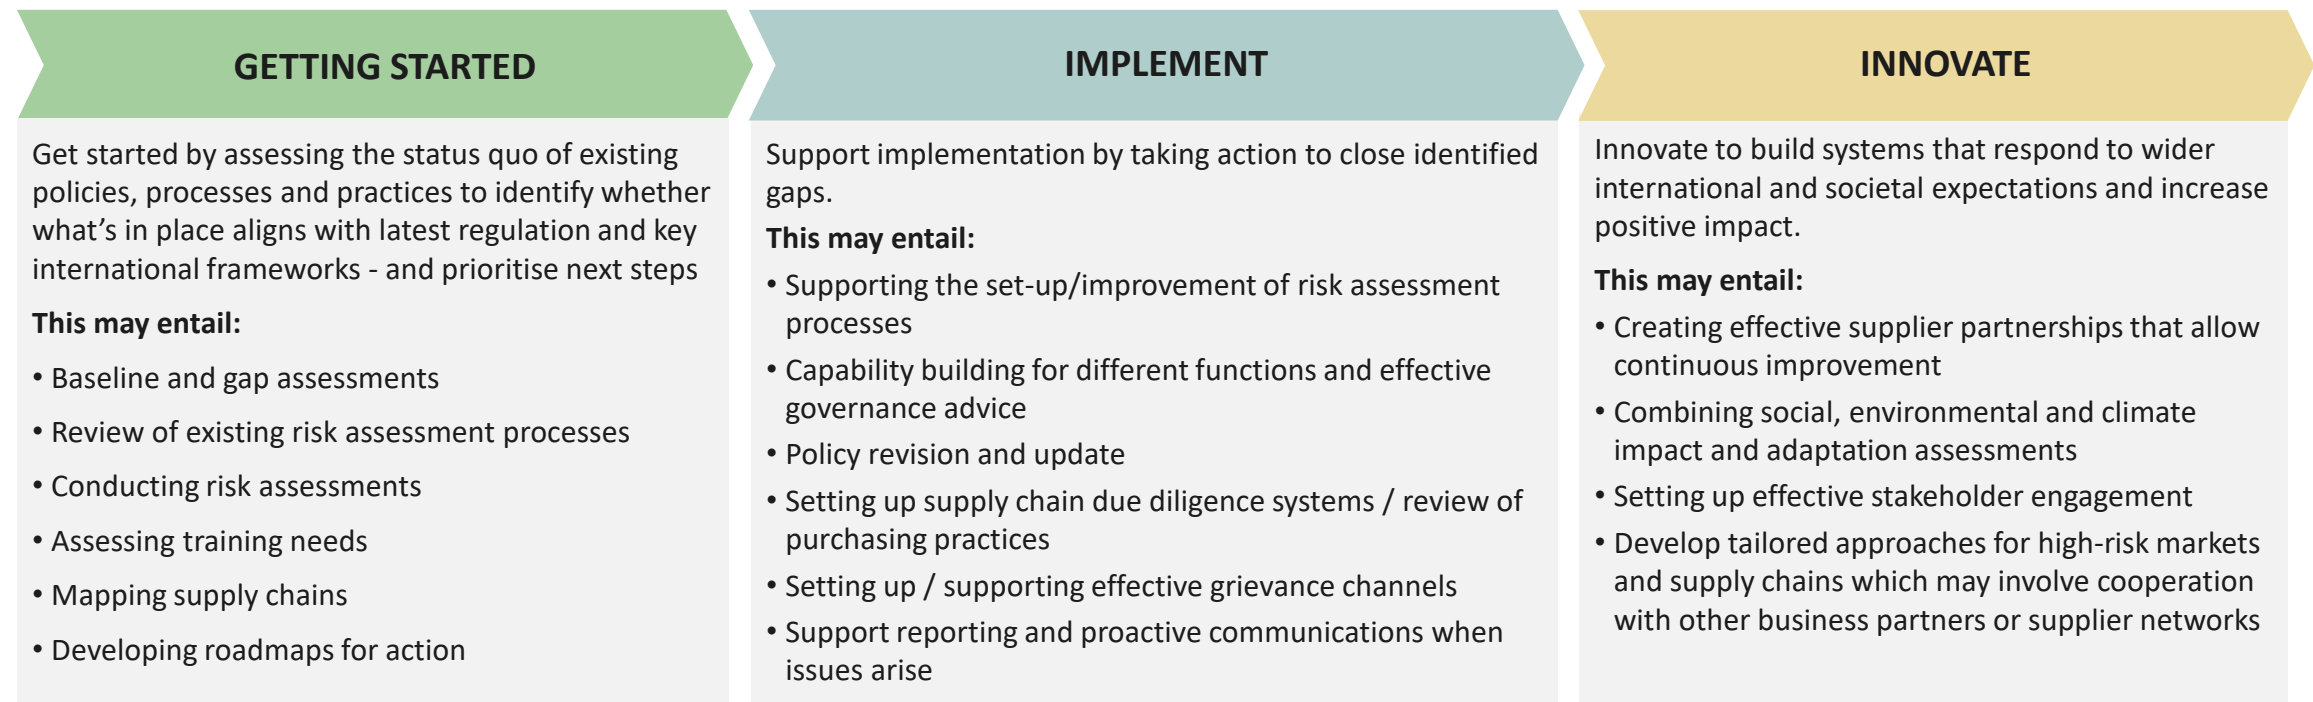 GETTING STARTED
Get started by assessing the status quo of existing
policies, processes and practices to identify whether
what’s in place aligns with latest regulation and key
international frameworks - and prioritise next steps
This may entail:
• Baseline and gap assessments
• Review of existing risk assessment processes
• Conducting risk assessments
• Assessing training needs
• Mapping supply chains
• Developing roadmaps for action
IMPLEMENT
Support implementation by taking action to close identified
gaps.
This may entail:
• Supporting the set-up/improvement of risk assessment
processes
• Capability building for different functions and effective
governance advice
• Policy revision and update
• Setting up supply chain due diligence systems / review of
purchasing practices
• Setting up / supporting effective grievance channels
• Support reporting and proactive communications when
issues arise
INNOVATE
Innovate to build systems that respond to wider
international and societal expectations and increase
positive impact.
This may entail:
• Creating effective supplier partnerships that allow
continuous improvement
• Combining social, environmental and climate
impact and adaptation assessments
• Setting up effective stakeholder engagement
• Develop tailored approaches for high-risk markets
and supply chains which may involve cooperation
with other business partners or supplier networks